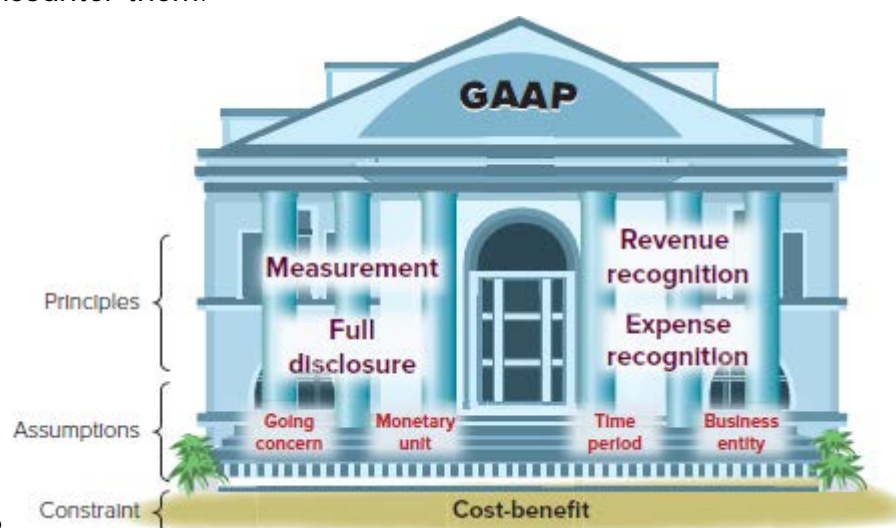 GAAP
Principles
Measurement
Revenue
recognition
Full
disclosure
Expense
recognition
Assumptions
Going
concern
Monetary
unit
Time
period
Business
entity
Constraint
Cost-benefit